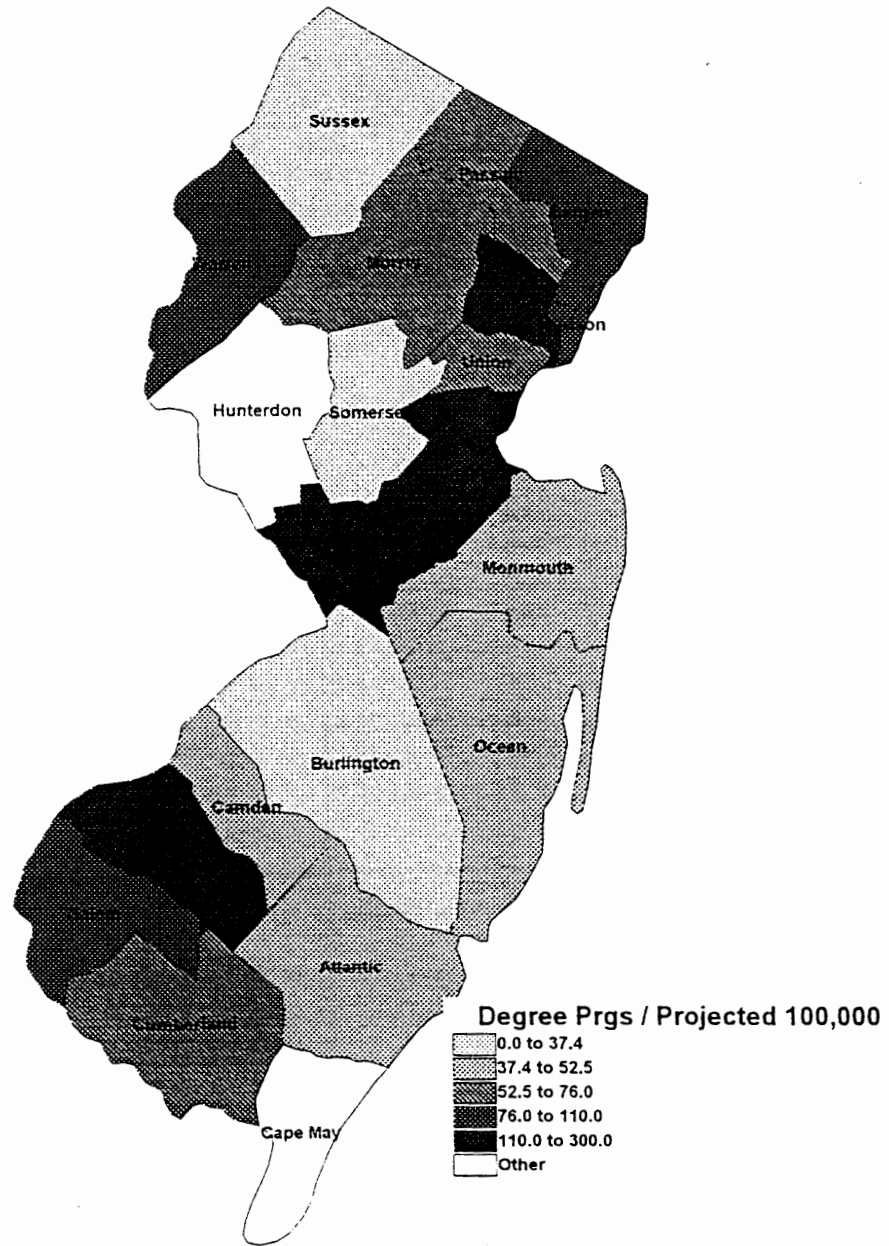 Sussex
Passaic
Bergen
Warren
Morris
Hudson
Union
Hunterdon
Somerse
Monmouth
Ocean
Burlington
Camden
Salem
Atlantic
Cumberland
Cape May
Degree Prgs / Projected 100,000
0.0 to 37.4
37.4 to 52.5
52.5 to 76.0
76.0 to 110.0
110.0 to 300.0
Other